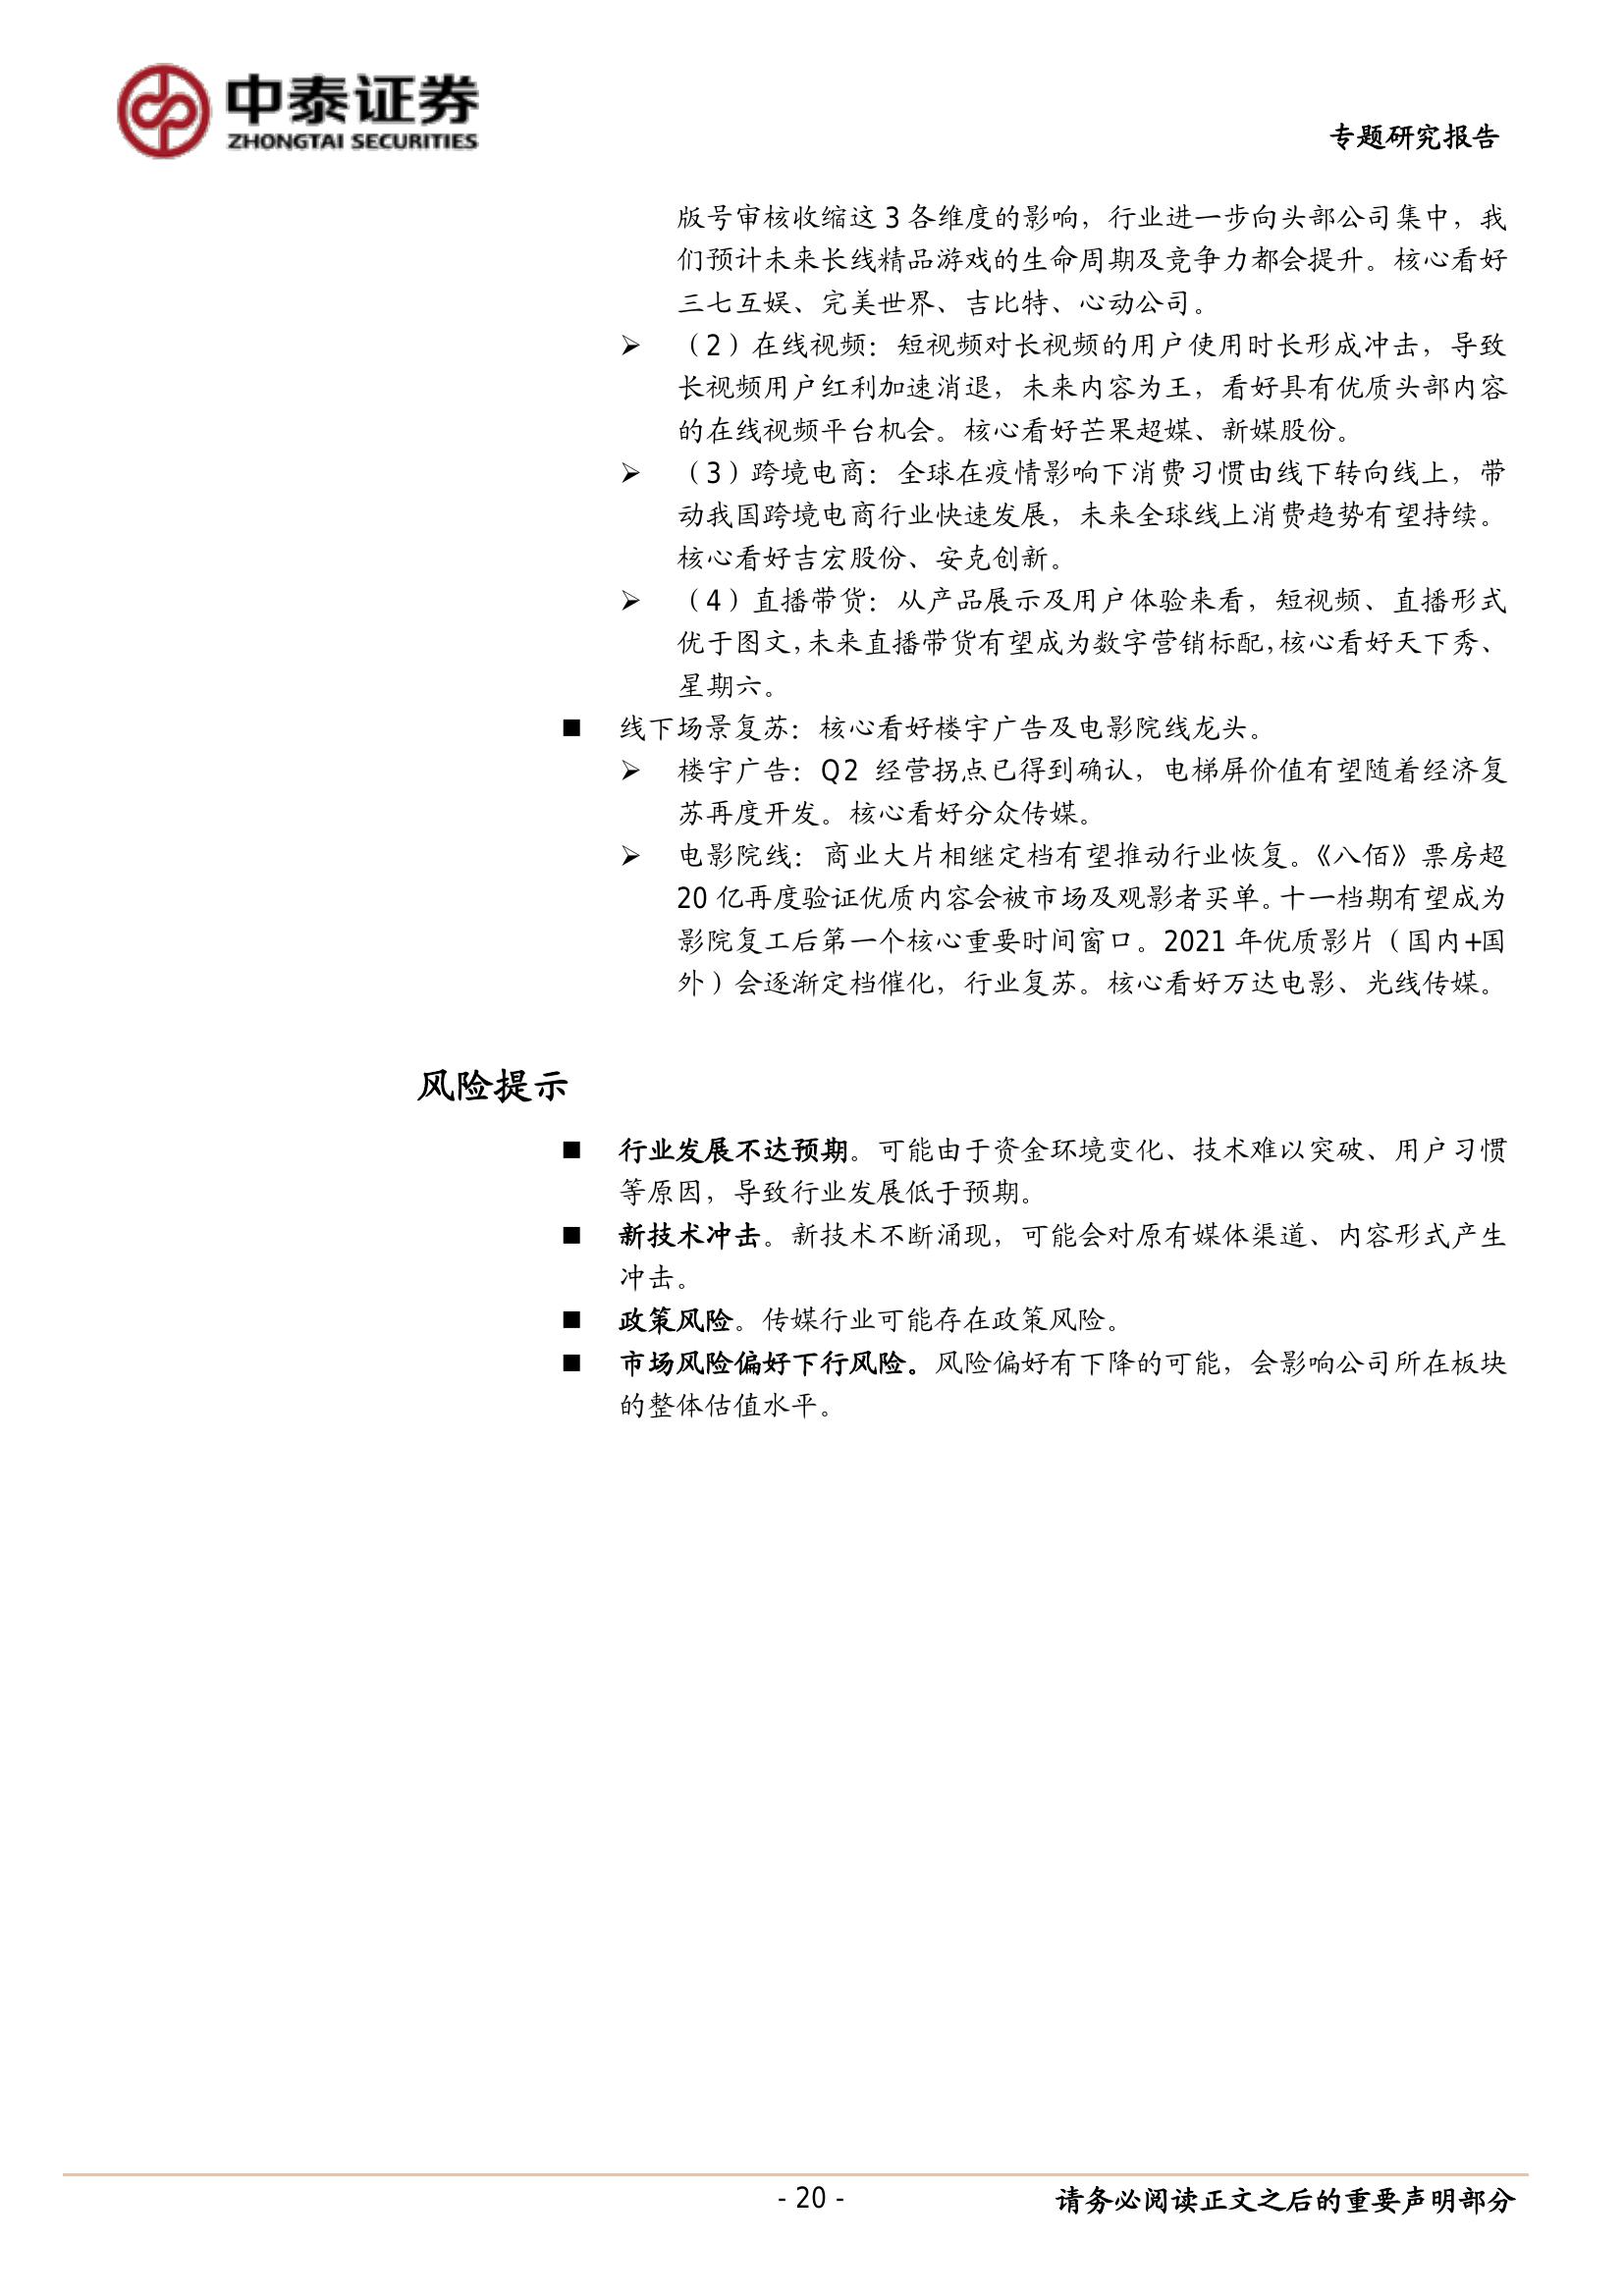 中泰证券
ZHONGTAI SECURITIES
专题研究报告
版号审核收缩这 3 各维度的影响，行业进一步向头部公司集中，我
们预计未来长线精品游戏的生命周期及竞争力都会提升。核心看好
三七互娱、完美世界、吉比特、心动公司。
➢ （2）在线视频：短视频对长视频的用户使用时长形成冲击，导致
长视频用户红利加速消退，未来内容为王，看好具有优质头部内容
的在线视频平台机会。核心看好芒果超媒、新媒股份。
➢ （3）跨境电商：全球在疫情影响下消费习惯由线下转向线上，带
动我国跨境电商行业快速发展，未来全球线上消费趋势有望持续。
核心看好吉宏股份、安克创新。
➢ （4）直播带货：从产品展示及用户体验来看，短视频、直播形式
优于图文，未来直播带货有望成为数字营销标配，核心看好天下秀、
星期六。
■ 线下场景复苏：核心看好楼宇广告及电影院线龙头。
➢ 楼宇广告：Q2 经营拐点已得到确认，电梯屏价值有望随着经济复
苏再度开发。核心看好分众传媒。
➢ 电影院线：商业大片相继定档有望推动行业恢复。《八佰》票房超
20 亿再度验证优质内容会被市场及观影者买单。十一档期有望成为
影院复工后第一个核心重要时间窗口。2021 年优质影片（国内+国
外）会逐渐定档催化，行业复苏。核心看好万达电影、光线传媒。
风险提示
■ 行业发展不达预期。可能由于资金环境变化、技术难以突破、用户习惯
等原因，导致行业发展低于预期。
■ 新技术冲击。新技术不断涌现，可能会对原有媒体渠道、内容形式产生
冲击。
■ 政策风险。传媒行业可能存在政策风险。
■ 市场风险偏好下行风险。风险偏好有下降的可能，会影响公司所在板块
的整体估值水平。
- 20 -
请务必阅读正文之后的重要声明部分